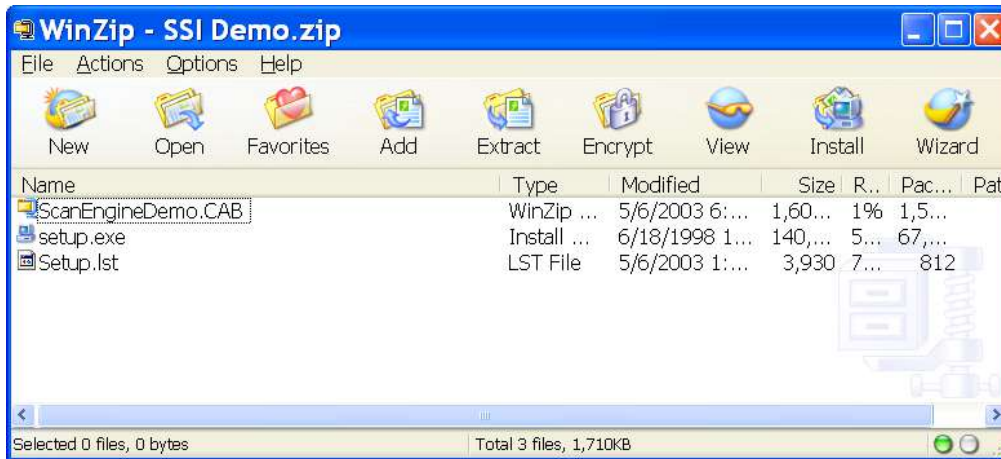 WinZip - SSI Demo.zip
File Actions Options Help
New Open Favorites Add Extract Encrypt View Install Wizard
Name Type Modified Size R... Pac... Pat
ScanEngineDemo.CAB WinZip ... 5/6/2003 6:... 1,60... 1% 1,5...
setup.exe Install ... 6/18/1998 1... 140,... 5... 67,...
Setup.lst LST File 5/6/2003 1:... 3,930 7... 812
Selected 0 files, 0 bytes Total 3 files, 1,710KB